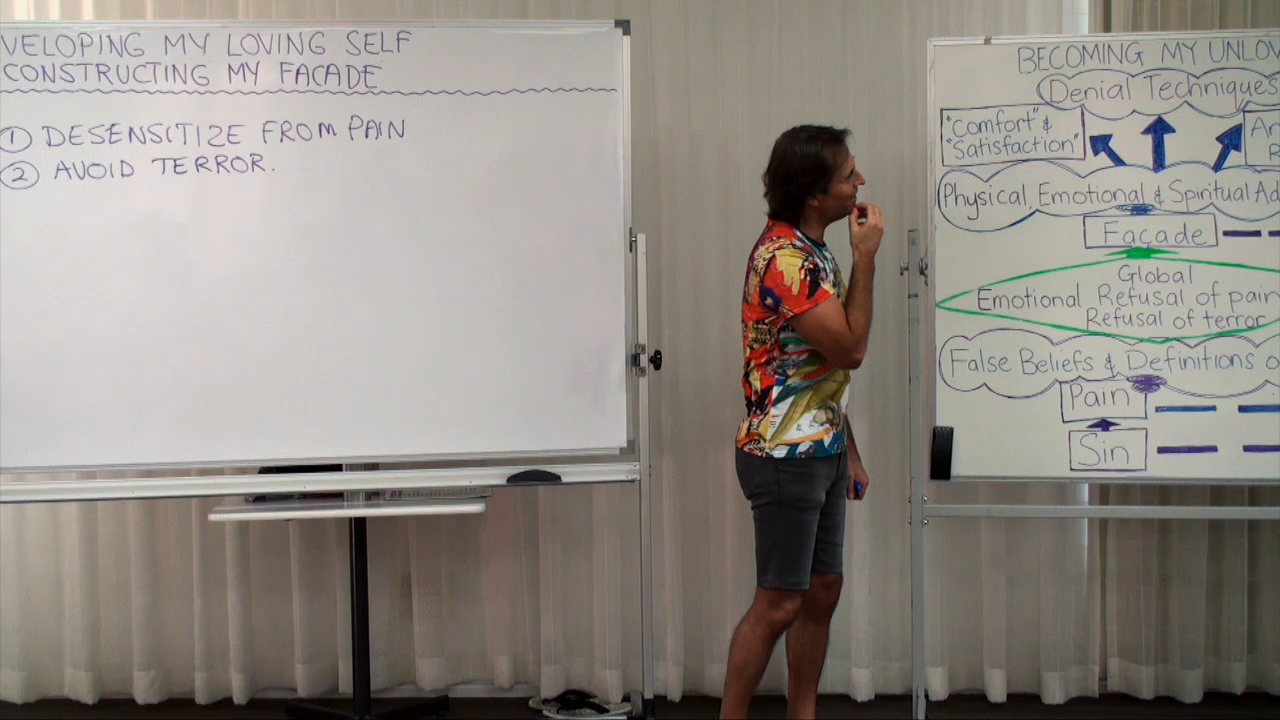 VELOPING MY LOVING SELF
CONSTRUCTING MY FACADE
① DESENSITIZE FROM PAIN
② AVOID TERROR.
BECOMING MY UNLOV
Denial Techniques
"Comfort" &
"Satisfaction"
An
R
Physical, Emotional & Spiritual Ad
Façade
Global
Emotional Refusal of pain
Refusal of terror
False Beliefs & Definitions o
Pain
Sin